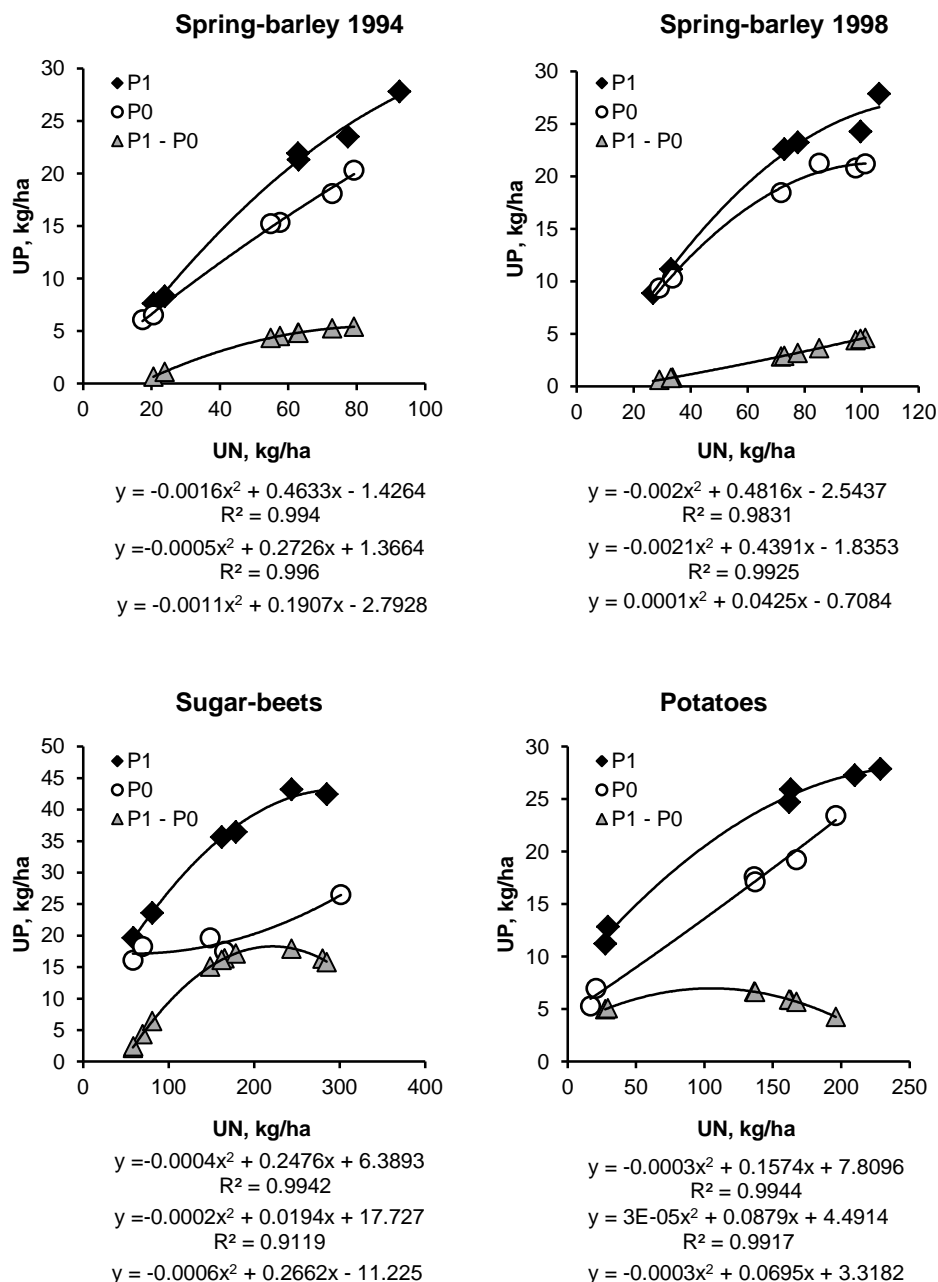 Spring-barley 1994
30
25
20
15
10
5
0
UP, kg/ha
P1
P0
P1 - P0
0 20 40 60 80 100
UN, kg/ha
y = -0.0016x² + 0.4633x - 1.4264
R² = 0.994
y =-0.0005x² + 0.2726x + 1.3664
R² = 0.996
y = -0.0011x² + 0.1907x - 2.7928
Spring-barley 1998
30
25
20
15
10
5
0
UP, kg/ha
P1
P0
P1 - P0
0 20 40 60 80 100 120
UN, kg/ha
y = -0.002x² + 0.4816x - 2.5437
R² = 0.9831
y = -0.0021x² + 0.4391x - 1.8353
R² = 0.9925
y = 0.0001x² + 0.0425x - 0.7084
Sugar-beets
50
45
40
35
30
25
20
15
10
5
0
UP, kg/ha
P1
P0
P1 - P0
0 100 200 300 400
UN, kg/ha
y =-0.0004x² + 0.2476x + 6.3893
R² = 0.9942
y =-0.0002x² + 0.0194x + 17.727
R² = 0.9119
y = -0.0006x² + 0.2662x - 11.225
Potatoes
30
25
20
15
10
5
0
UP, kg/ha
P1
P0
P1 - P0
0 50 100 150 200 250
UN, kg/ha
y = -0.0003x² + 0.1574x + 7.8096
R² = 0.9944
y = 3E-05x² + 0.0879x + 4.4914
R² = 0.9917
y = -0.0003x² + 0.0695x + 3.3182